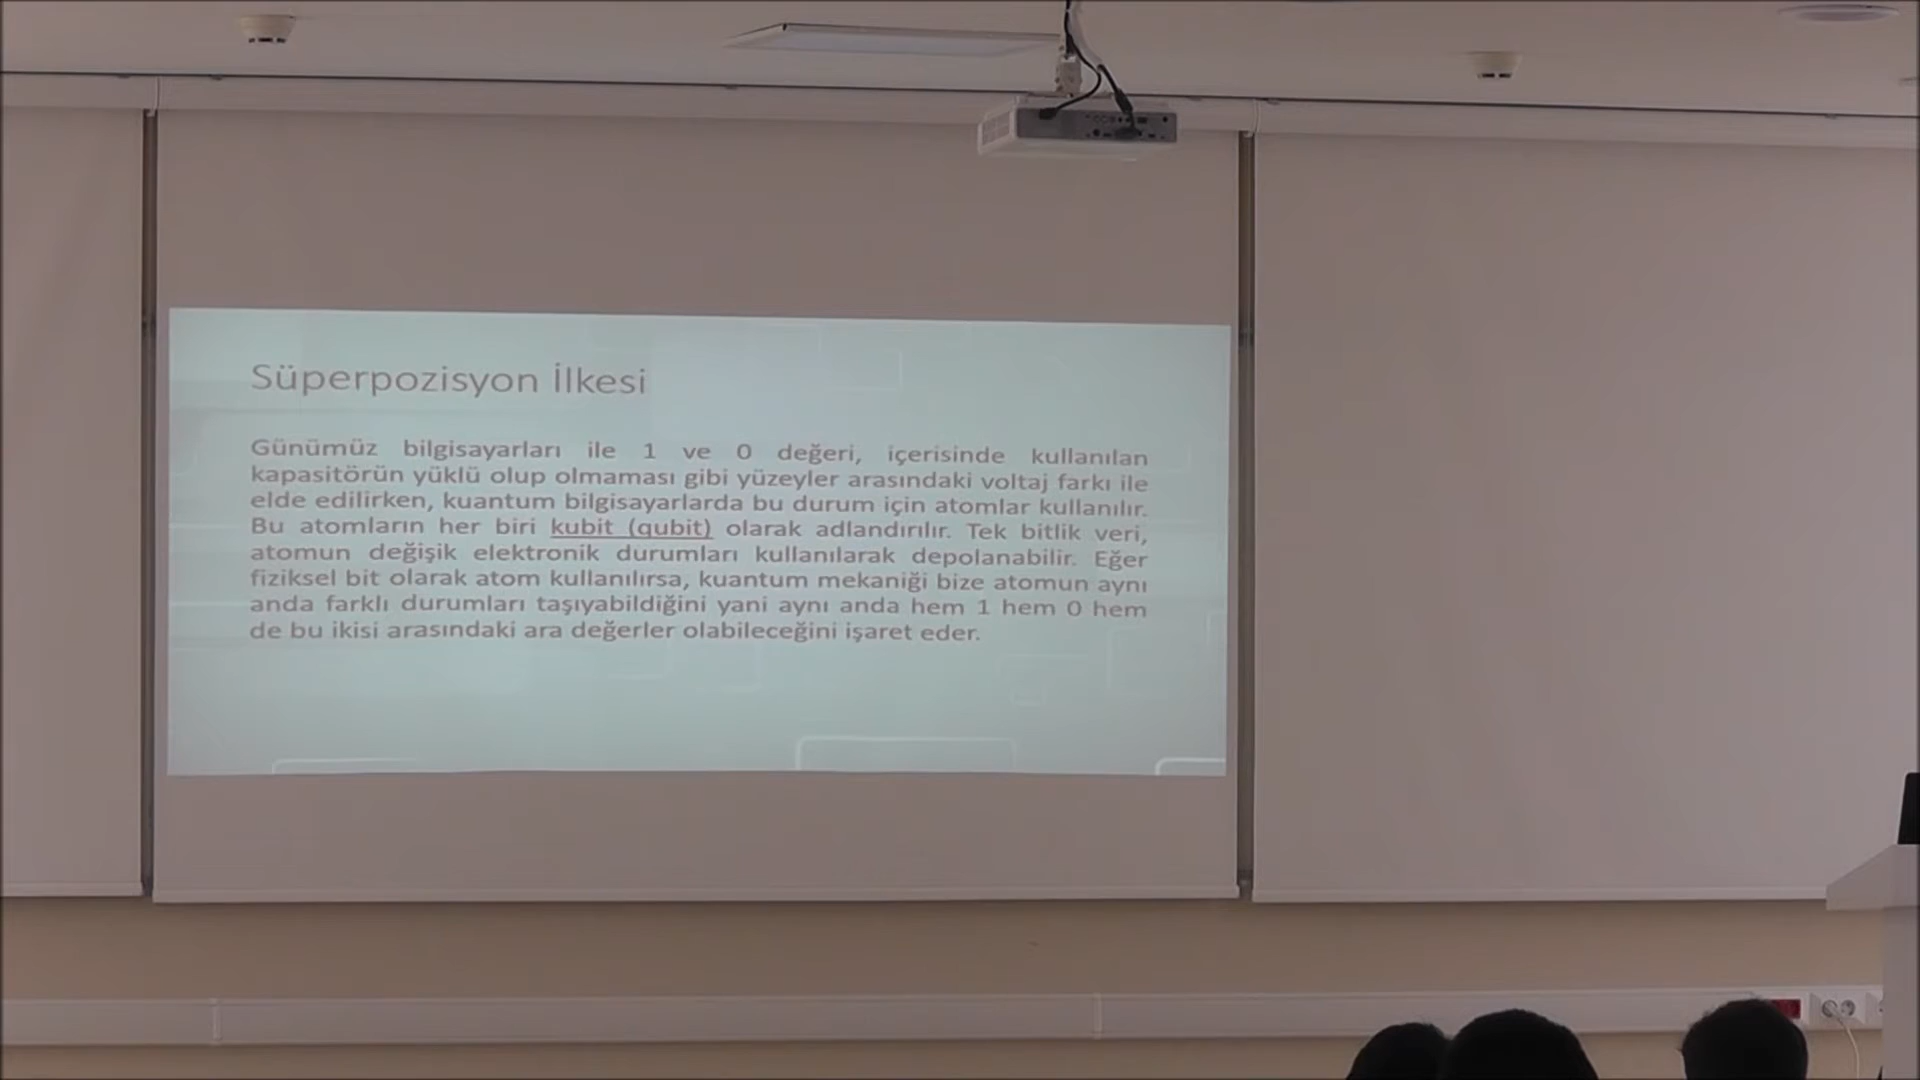 Süperpozisyon İlkesi
Günümüz bilgisayarları ile 1 ve 0 değeri, içerisinde kullanılan
kapasitörün yüklü olup olmaması gibi yüzeyler arasındaki voltaj farkı ile
elde edilirken, kuantum bilgisayarlarda bu durum için atomlar kullanılır.
Bu atomların her biri kubit (qubit) olarak adlandırılır. Tek bitlik veri,
atomun değişik elektronik durumları kullanılarak depolanabilir. Eğer
fiziksel bit olarak atom kullanılırsa, kuantum mekaniği bize atomun aynı
anda farklı durumları taşıyabildiğini yani aynı anda hem 1 hem 0 hem
de bu ikisi arasındaki ara değerler olabileceğini işaret eder.